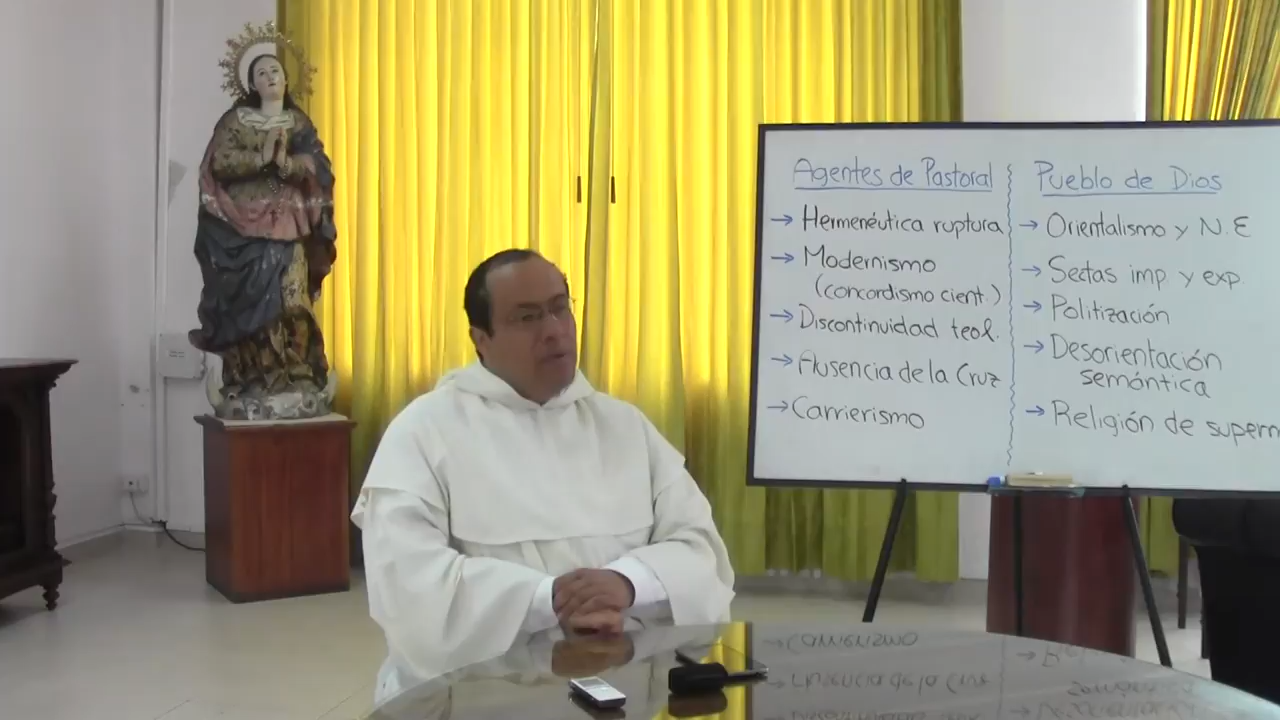 Agentes de Pastoral
→ Hermenéutica ruptura
→ Modernismo
(concordismo cient.)
→ Discontinuidad teol.
→ Ausencia de la Cruz
→ Carrierismo
Pueblo de Dios
→ Orientalismo y N.E
→ Sectas imp. y exp.
→ Politización
→ Desorientación
semántica
→ Religión de